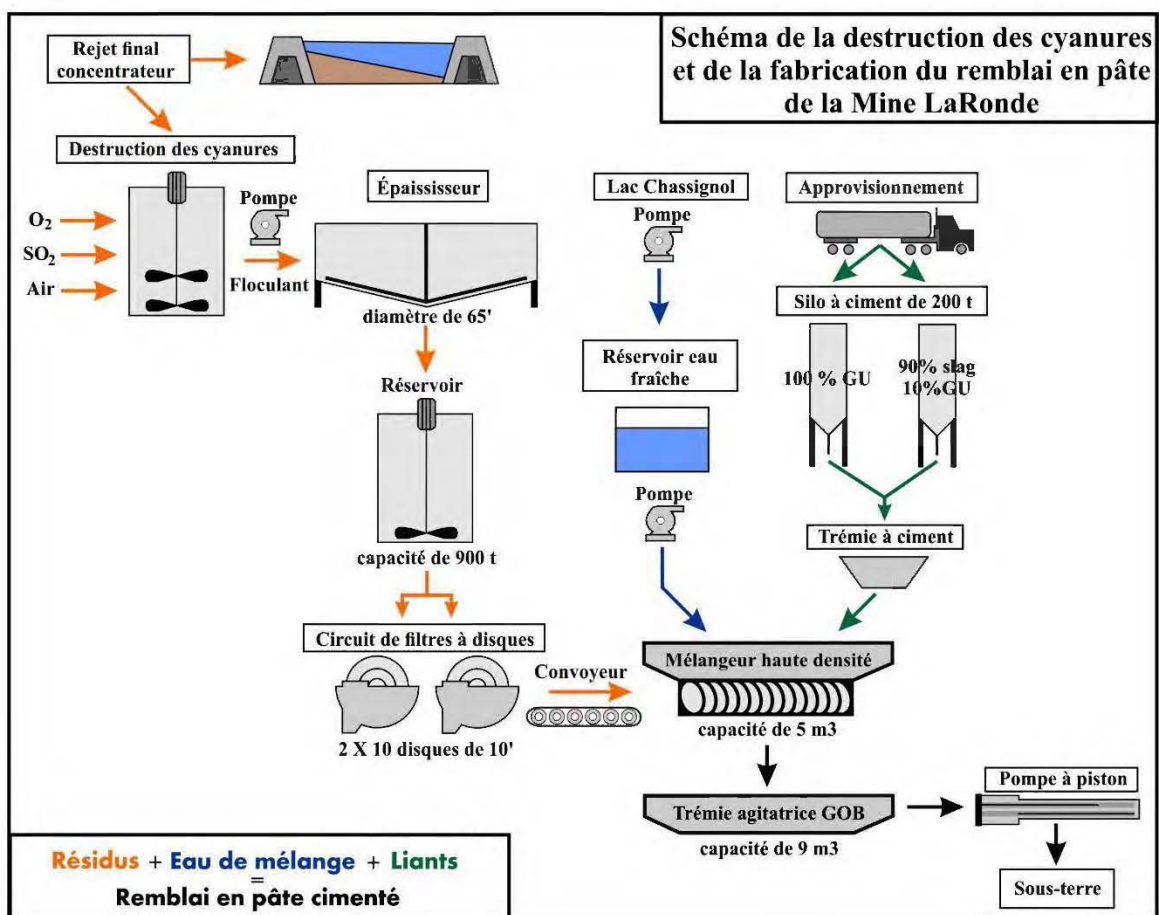 Schéma de la destruction des cyanures
et de la fabrication du remblai en pâte
de la Mine LaRonde
Rejet final
concentrateur
Destruction des cyanures
O₂
SO₂
Air
Pompe
Floculant
Épaississeur
diamètre de 65'
Réservoir
capacité de 900 t
Circuit de filtres à disques
2 X 10 disques de 10'
Convoyeur
Lac Chassignol
Pompe
Réservoir eau
fraîche
Pompe
Approvisionnement
Silo à ciment de 200 t
100 % GU
90% slag
10%GU
Trémie à ciment
Mélangeur haute densité
capacité de 5 m3
Trémie agitatrice GOB
capacité de 9 m3
Pompe à piston
Sous-terre
Résidus + Eau de mélange + Liants
=
Remblai en pâte cimenté